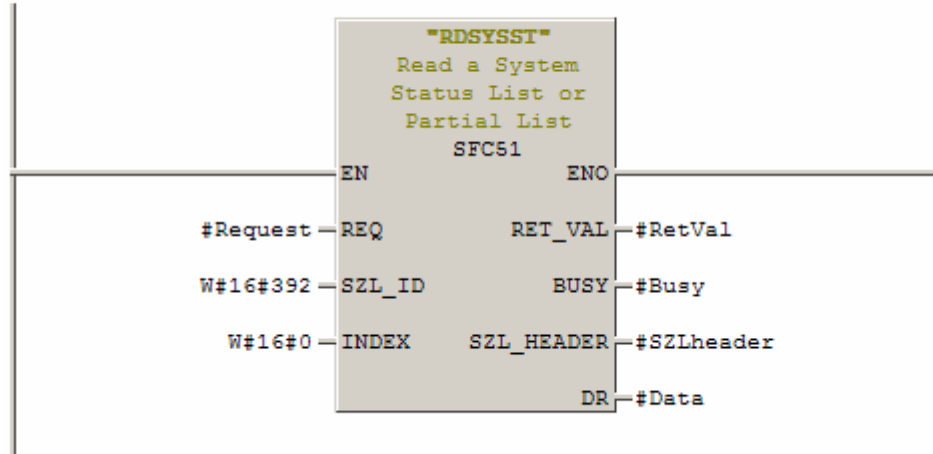 "RDSYSST"
Read a System
Status List or
Partial List
SFC51
EN ENO
#Request REQ RET_VAL #RetVal
W#16#392 SZL_ID BUSY #Busy
W#16#0 INDEX SZL_HEADER #SZLheader
DR #Data